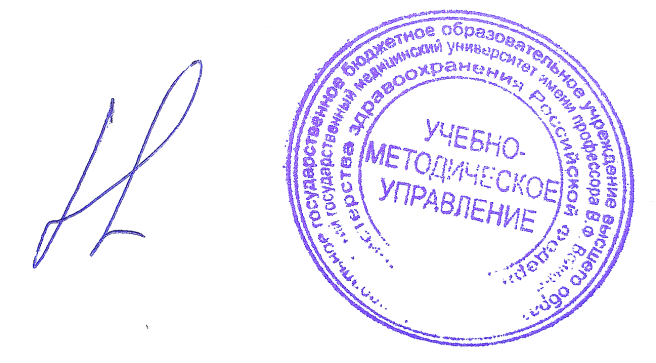 государственное бюджетное образовательное учреждение высшего
государственный медицинский университет имени профессора В.Ф.
здравоохранения Российской
УЧЕБНО-
МЕТОДИЧЕСКОЕ
УПРАВЛЕНИЕ